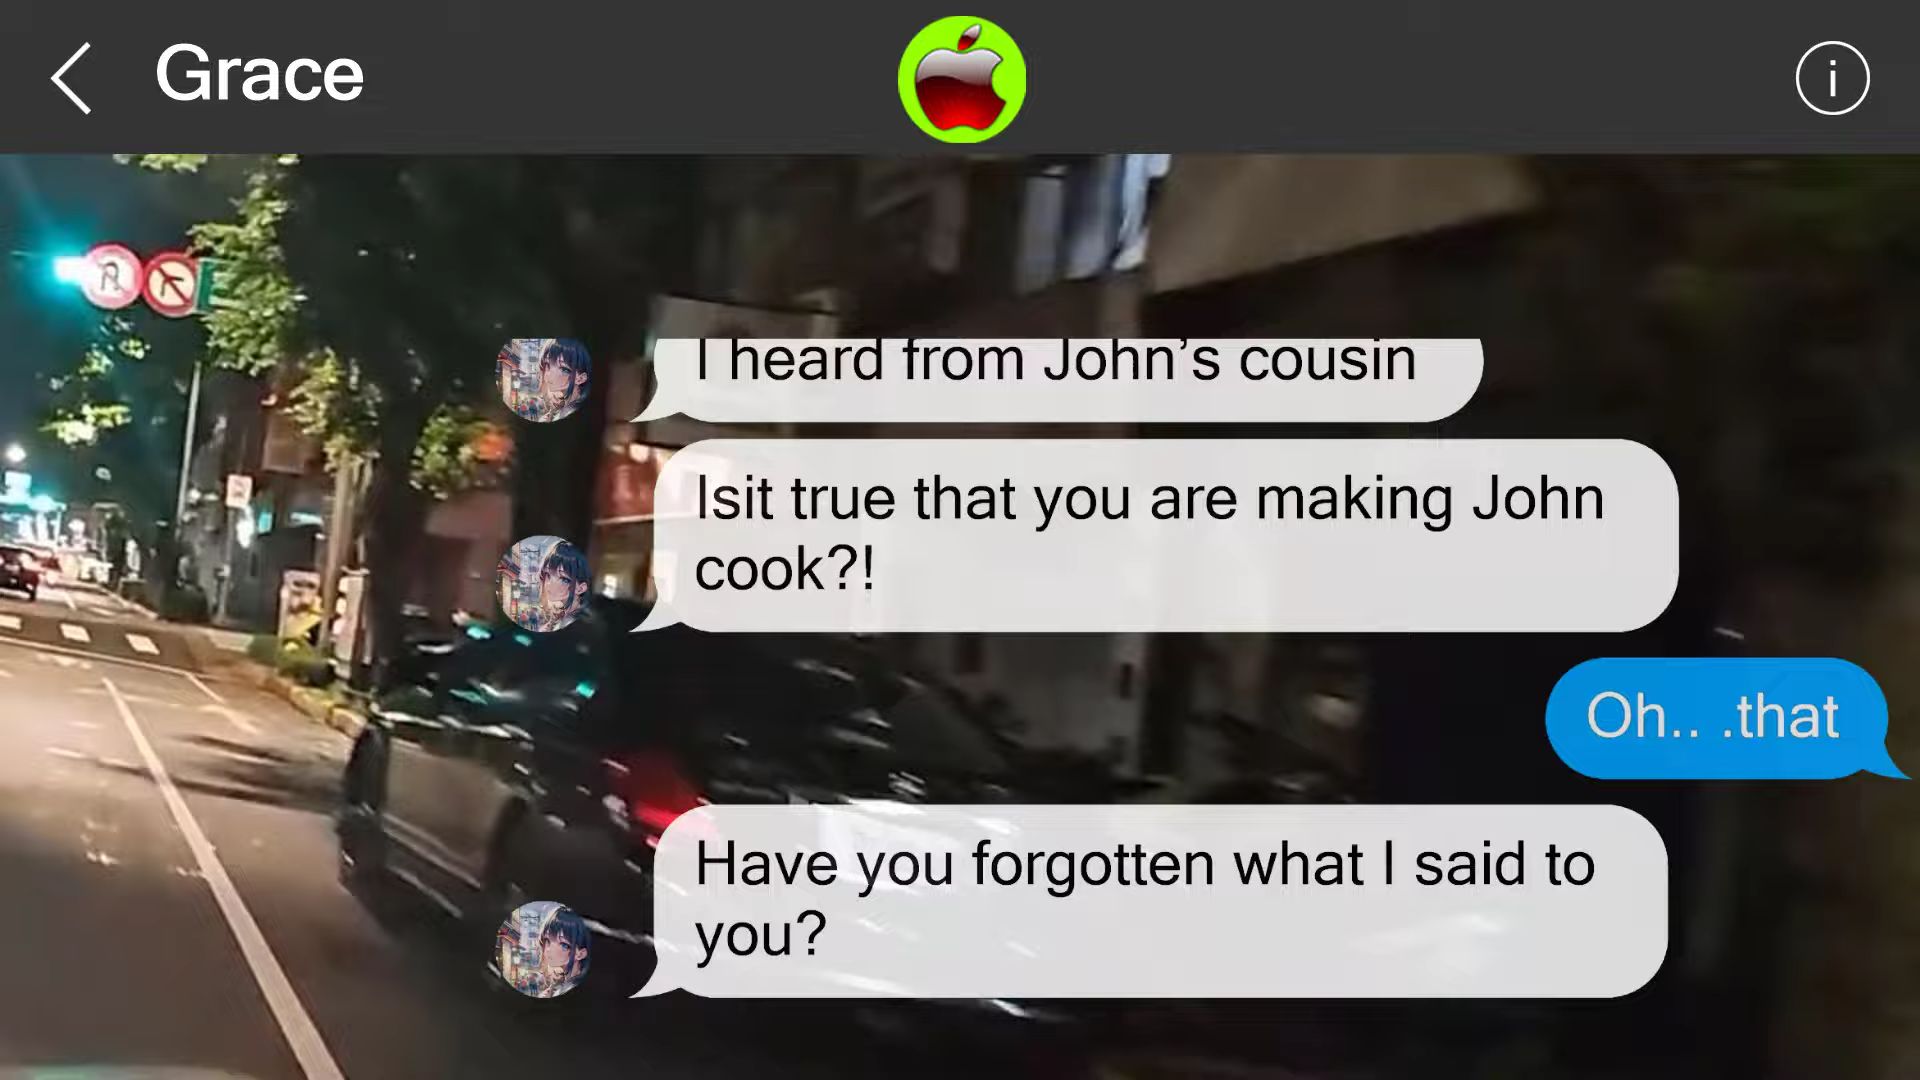 Grace
i
I heard from John’s cousin
Isit true that you are making John
cook?!
Oh.. .that
Have you forgotten what I said to
you?